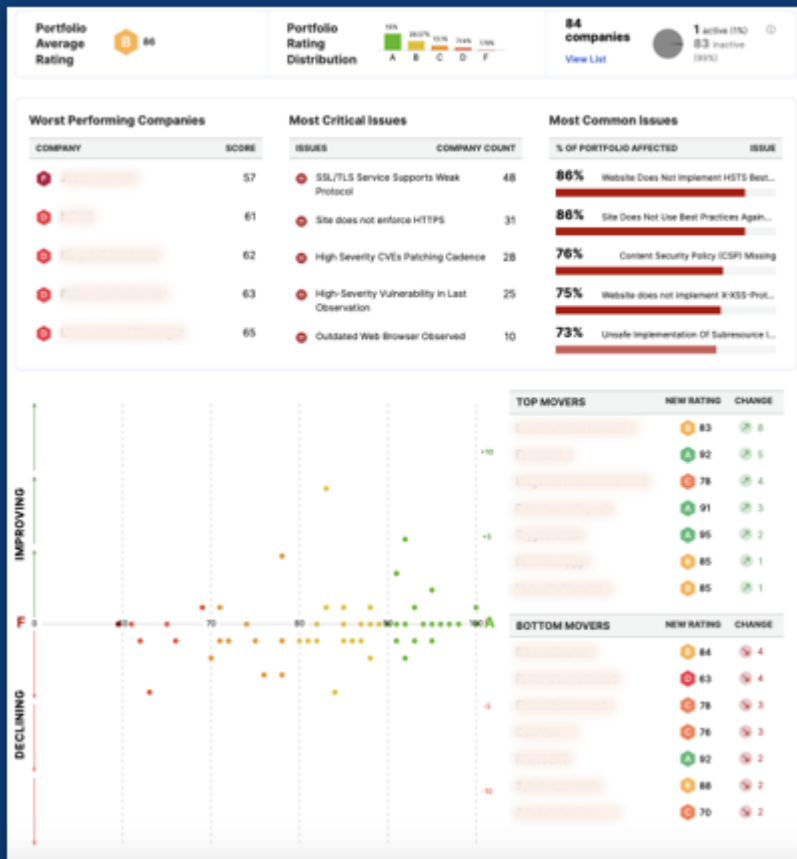 Portfolio
Average
Rating
B 86
Portfolio
Rating
Distribution
A B C D F
84
companies
View List
1 active (1%)
83 inactive
(99%)
Worst Performing Companies
COMPANY SCORE
F 57
D 61
D 62
D 63
D 65
Most Critical Issues
ISSUES COMPANY COUNT
SSL/TLS Service Supports Weak 48
Protocol
Site does not enforce HTTPS 31
High Severity CVEs Patching Cadence 28
High-Severity Vulnerability in Last 25
Observation
Outdated Web Browser Observed 10
Most Common Issues
% OF PORTFOLIO AFFECTED ISSUE
86% Website Does Not Implement HSTS Best...
86% Site Does Not Use Best Practices Again...
76% Content Security Policy (CSP) Missing
75% Website does not implement X-XSS-Prot...
73% Unsafe Implementation Of Subresource I...
IMPROVING
DECLINING
+10
+5
F 0 60 70 80 90 100 A
-5
-10
TOP MOVERS NEW RATING CHANGE
B 83 8
A 92 5
C 78 4
A 91 3
A 95 2
B 85 1
B 85 1
BOTTOM MOVERS NEW RATING CHANGE
B 84 4
D 63 4
C 78 3
C 76 3
A 92 2
B 88 2
C 70 2